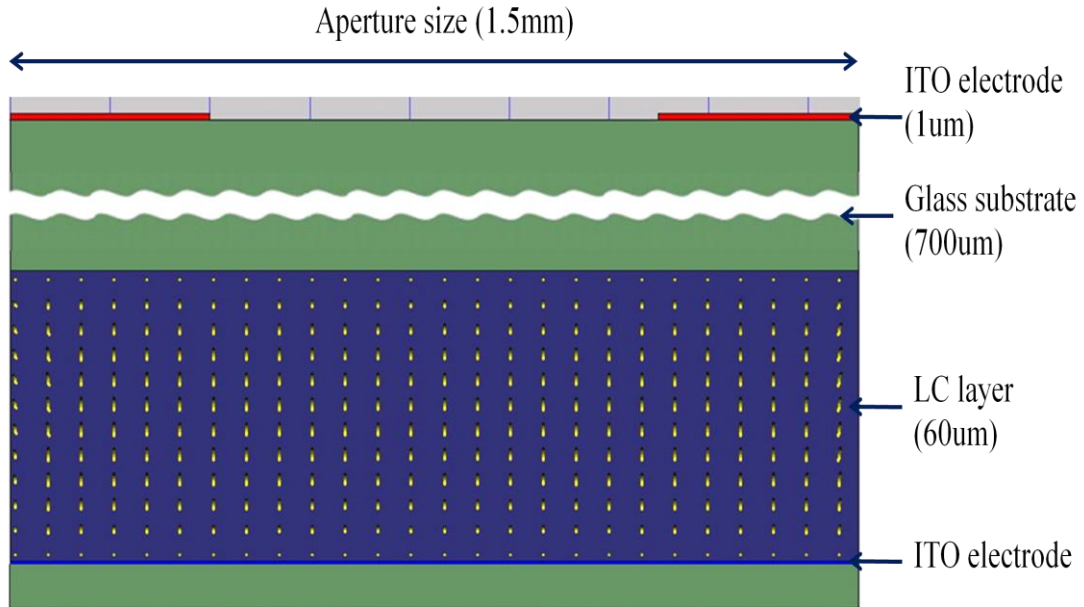 Aperture size (1.5mm)
ITO electrode
(1um)
Glass substrate
(700um)
LC layer
(60um)
ITO electrode